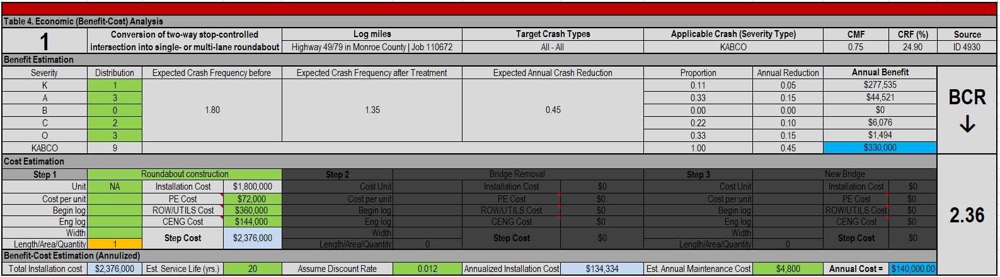 Table 4. Economic (Benefit-Cost) Analysis
1 Conversion of two-way stop-controlled intersection into single- or multi-lane roundabout Log miles Target Crash Types Applicable Crash (Severity Type) CMF CRF (%) Source
Highway 49/79 in Monroe County | Job 110672 All - All KABCO 0.75 24.90 ID 4930
Benefit Estimation
Severity Distribution Expected Crash Frequency before Expected Crash Frequency after Treatment Expected Annual Crash Reduction Proportion Annual Reduction Annual Benefit
K 1 0.11 0.05 $277,535
A 3 0.33 0.15 $44,521
B 0 1.80 1.35 0.45 0.00 0.00 $0
C 2 0.22 0.10 $6,076
O 3 0.33 0.15 $1,494
KABCO 9 1.00 0.45 $330,000
BCR
↓
2.36
Cost Estimation
Step 1 Roundabout construction Step 2 Bridge Removal Step 3 New Bridge
Unit NA Installation Cost $1,800,000 Cost Unit Installation Cost $0 Cost Unit Installation Cost $0
Cost per unit PE Cost $72,000 Cost per unit PE Cost $0 Cost per unit PE Cost $0
Begin log ROW/UTILS Cost $360,000 Begin log ROW/UTILS Cost $0 Begin log ROW/UTILS Cost $0
Eng log CENG Cost $144,000 Eng log CENG Cost $0 Eng log CENG Cost $0
Width Step Cost $2,376,000 Width Step Cost $0 Width Step Cost $0
Length/Area/Quantity 1 Length/Area/Quantity 0 Length/Area/Quantity 0
Benefit-Cost Estimation (Annulized)
Total Installation cost $2,376,000 Est. Service Life (yrs.) 20 Assume Discount Rate 0.012 Annualized Installation Cost $134,334 Est. Annual Maintenance Cost $4,800 Annual Cost = $140,000.00